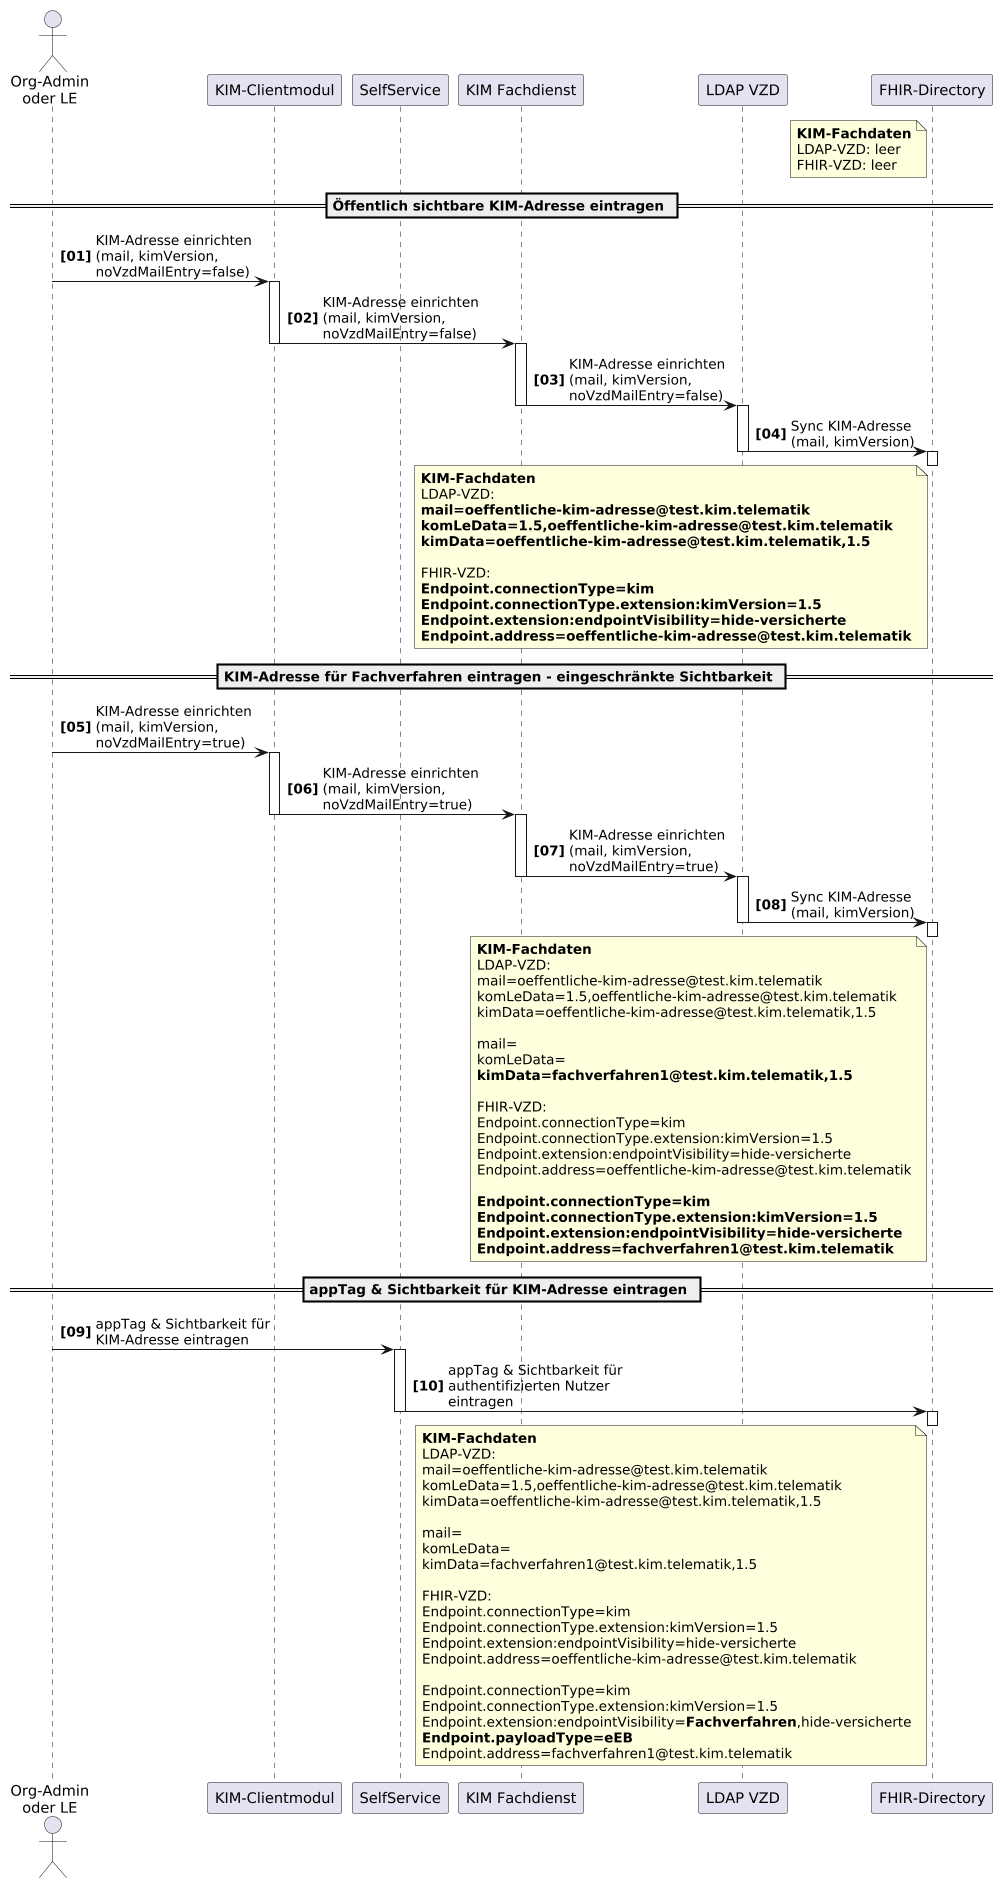 Org-Admin
oder LE
KIM-Clientmodul
SelfService
KIM Fachdienst
LDAP VZD
FHIR-Directory
KIM-Fachdaten
LDAP-VZD: leer
FHIR-VZD: leer
Öffentlich sichtbare KIM-Adresse eintragen
KIM-Adresse einrichten
[01] (mail, kimVersion,
noVzdMailEntry=false)
KIM-Adresse einrichten
[02] (mail, kimVersion,
noVzdMailEntry=false)
KIM-Adresse einrichten
[03] (mail, kimVersion,
noVzdMailEntry=false)
[04] Sync KIM-Adresse
(mail, kimVersion)
KIM-Fachdaten
LDAP-VZD:
mail=oeffentliche-kim-adresse@test.kim.telematik
komLeData=1.5,oeffentliche-kim-adresse@test.kim.telematik
kimData=oeffentliche-kim-adresse@test.kim.telematik,1.5
FHIR-VZD:
Endpoint.connectionType=kim
Endpoint.connectionType.extension:kimVersion=1.5
Endpoint.extension:endpointVisibility=hide-versicherte
Endpoint.address=oeffentliche-kim-adresse@test.kim.telematik
KIM-Adresse für Fachverfahren eintragen - eingeschränkte Sichtbarkeit
KIM-Adresse einrichten
[05] (mail, kimVersion,
noVzdMailEntry=true)
KIM-Adresse einrichten
[06] (mail, kimVersion,
noVzdMailEntry=true)
KIM-Adresse einrichten
[07] (mail, kimVersion,
noVzdMailEntry=true)
[08] Sync KIM-Adresse
(mail, kimVersion)
KIM-Fachdaten
LDAP-VZD:
mail=oeffentliche-kim-adresse@test.kim.telematik
komLeData=1.5,oeffentliche-kim-adresse@test.kim.telematik
kimData=oeffentliche-kim-adresse@test.kim.telematik,1.5
mail=
komLeData=
kimData=fachverfahren1@test.kim.telematik,1.5
FHIR-VZD:
Endpoint.connectionType=kim
Endpoint.connectionType.extension:kimVersion=1.5
Endpoint.extension:endpointVisibility=hide-versicherte
Endpoint.address=oeffentliche-kim-adresse@test.kim.telematik
Endpoint.connectionType=kim
Endpoint.connectionType.extension:kimVersion=1.5
Endpoint.extension:endpointVisibility=hide-versicherte
Endpoint.address=fachverfahren1@test.kim.telematik
appTag & Sichtbarkeit für KIM-Adresse eintragen
[09] appTag & Sichtbarkeit für
KIM-Adresse eintragen
appTag & Sichtbarkeit für
[10] authentifizierten Nutzer
eintragen
KIM-Fachdaten
LDAP-VZD:
mail=oeffentliche-kim-adresse@test.kim.telematik
komLeData=1.5,oeffentliche-kim-adresse@test.kim.telematik
kimData=oeffentliche-kim-adresse@test.kim.telematik,1.5
mail=
komLeData=
kimData=fachverfahren1@test.kim.telematik,1.5
FHIR-VZD:
Endpoint.connectionType=kim
Endpoint.connectionType.extension:kimVersion=1.5
Endpoint.extension:endpointVisibility=hide-versicherte
Endpoint.address=oeffentliche-kim-adresse@test.kim.telematik
Endpoint.connectionType=kim
Endpoint.connectionType.extension:kimVersion=1.5
Endpoint.extension:endpointVisibility=Fachverfahren,hide-versicherte
Endpoint.payloadType=eEB
Endpoint.address=fachverfahren1@test.kim.telematik
Org-Admin
oder LE
KIM-Clientmodul
SelfService
KIM Fachdienst
LDAP VZD
FHIR-Directory